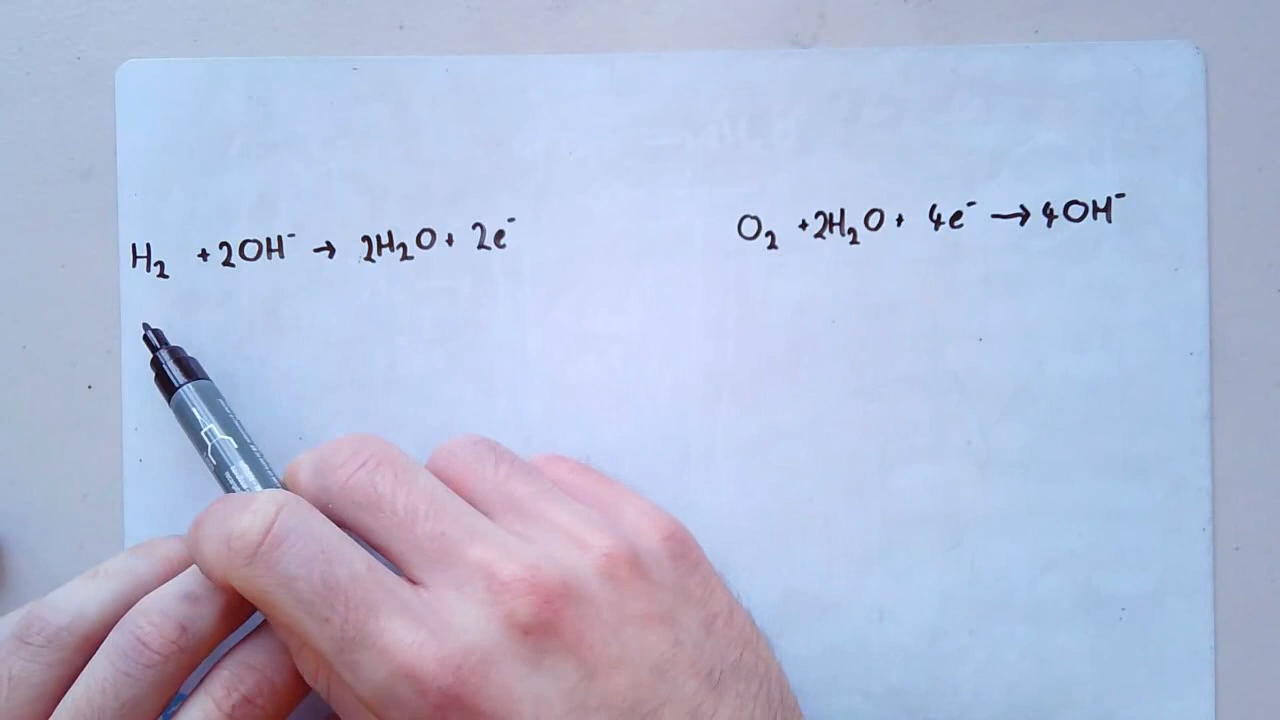 H₂ + 2OH⁻ → 2H₂O + 2e⁻
O₂ + 2H₂O + 4e⁻ → 4OH⁻